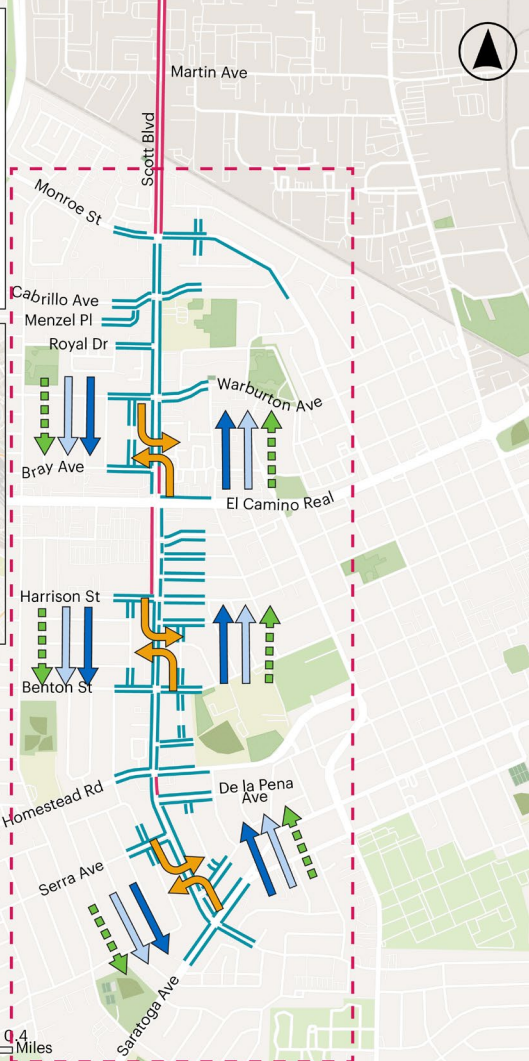 Martin Ave
Scott Blvd
Monroe St
Cabrillo Ave
Menzel Pl
Royal Dr
Warburton Ave
Bray Ave
El Camino Real
Harrison St
Benton St
Homestead Rd
De la Pena
Ave
Serra Ave
Saratoga Ave
0.4
Miles